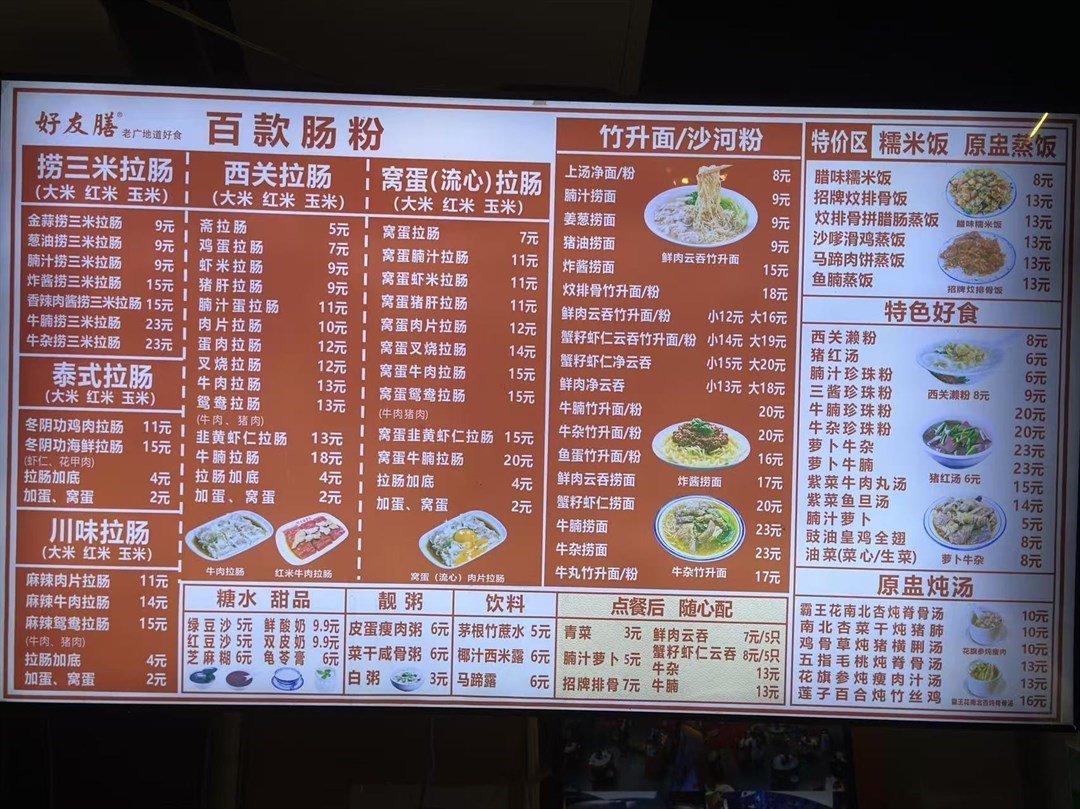 好友膳® 老广地道好食
百款肠粉
捞三米拉肠
(大米 红米 玉米)
金蒜捞三米拉肠 9元
葱油捞三米拉肠 9元
腩汁捞三米拉肠 9元
炸酱捞三米拉肠 15元
香辣肉酱捞三米拉肠 15元
牛腩捞三米拉肠 23元
牛杂捞三米拉肠 23元
泰式拉肠
(大米 红米 玉米)
冬阴功鸡肉拉肠 11元
冬阴功海鲜拉肠 15元
(虾仁、花甲肉)
拉肠加底 4元
加蛋、窝蛋 2元
川味拉肠
(大米 红米 玉米)
麻辣肉片拉肠 11元
麻辣牛肉拉肠 14元
麻辣鸳鸯拉肠 15元
(牛肉、猪肉)
拉肠加底 4元
加蛋、窝蛋 2元
西关拉肠
(大米 红米 玉米)
斋拉肠 5元
鸡蛋拉肠 7元
虾米拉肠 9元
猪肝拉肠 9元
腩汁蛋拉肠 11元
肉片拉肠 10元
蛋肉拉肠 12元
叉烧拉肠 12元
牛肉拉肠 13元
鸳鸯拉肠 13元
(牛肉、猪肉)
韭黄虾仁拉肠 13元
牛腩拉肠 18元
拉肠加底 4元
加蛋、窝蛋 2元
牛肉拉肠
红米牛肉拉肠
窝蛋(流心)拉肠
(大米 红米 玉米)
窝蛋拉肠 7元
窝蛋腩汁拉肠 11元
窝蛋虾米拉肠 11元
窝蛋猪肝拉肠 11元
窝蛋肉片拉肠 12元
窝蛋叉烧拉肠 14元
窝蛋牛肉拉肠 15元
窝蛋鸳鸯拉肠 15元
(牛肉猪肉)
窝蛋韭黄虾仁拉肠 15元
窝蛋牛腩拉肠 20元
拉肠加底 4元
加蛋、窝蛋 2元
窝蛋(流心)肉片拉肠
糖水 甜品
绿豆沙 5元 鲜酸奶 9.9元
红豆沙 5元 双皮奶 9.9元
芝麻糊 6元 龟苓膏 6元
靓粥
皮蛋瘦肉粥 6元
菜干咸骨粥 6元
白粥 3元
饮料
茅根竹蔗水 5元
椰汁西米露 6元
马蹄露 6元
竹升面/沙河粉
上汤净面/粉 8元
腩汁捞面 9元
姜葱捞面 9元
猪油捞面 9元
炸酱捞面 15元
炆排骨竹升面/粉 18元
鲜肉云吞竹升面/粉 小12元 大16元
蟹籽虾仁云吞竹升面/粉 小14元 大19元
蟹籽虾仁净云吞 小15元 大20元
鲜肉净云吞 小13元 大18元
牛腩竹升面/粉 20元
牛杂竹升面/粉 20元
鱼蛋竹升面/粉 16元
鲜肉云吞捞面 17元
蟹籽虾仁捞面 20元
牛腩捞面 23元
牛杂捞面 23元
牛丸竹升面/粉 17元
鲜肉云吞竹升面
炸酱捞面
牛杂竹升面
点餐后 随心配
青菜 3元 鲜肉云吞 7元/5只
腩汁萝卜 5元 蟹籽虾仁云吞 8元/5只
牛杂 13元
招牌排骨 7元 牛腩 13元
特价区 糯米饭 原盅蒸饭
腊味糯米饭 8元
招牌炆排骨饭 13元
炆排骨拼腊肠蒸饭 13元
沙嗲滑鸡蒸饭 13元
马蹄肉饼蒸饭 13元
鱼腩蒸饭 13元
腊味糯米饭
招牌炆排骨饭
特色好食
西关濑粉 8元
猪红汤 6元
腩汁珍珠粉 6元
三酱珍珠粉 9元
牛腩珍珠粉 20元
牛杂珍珠粉 20元
萝卜牛杂 23元
萝卜牛腩 23元
紫菜牛肉丸汤 15元
紫菜鱼旦汤 14元
腩汁萝卜 5元
豉油皇鸡全翅 8元
油菜(菜心/生菜) 8元
西关濑粉 8元
猪红汤 6元
萝卜牛杂
原盅炖汤
霸王花南北杏炖脊骨汤 10元
南北杏菜干炖猪肺 10元
鸡骨草炖猪横脷汤 10元
五指毛桃炖脊骨汤 13元
花旗参炖瘦肉汁汤 13元
莲子百合炖竹丝鸡 16元
花旗参炖瘦肉
霸王花南北杏炖脊骨汤